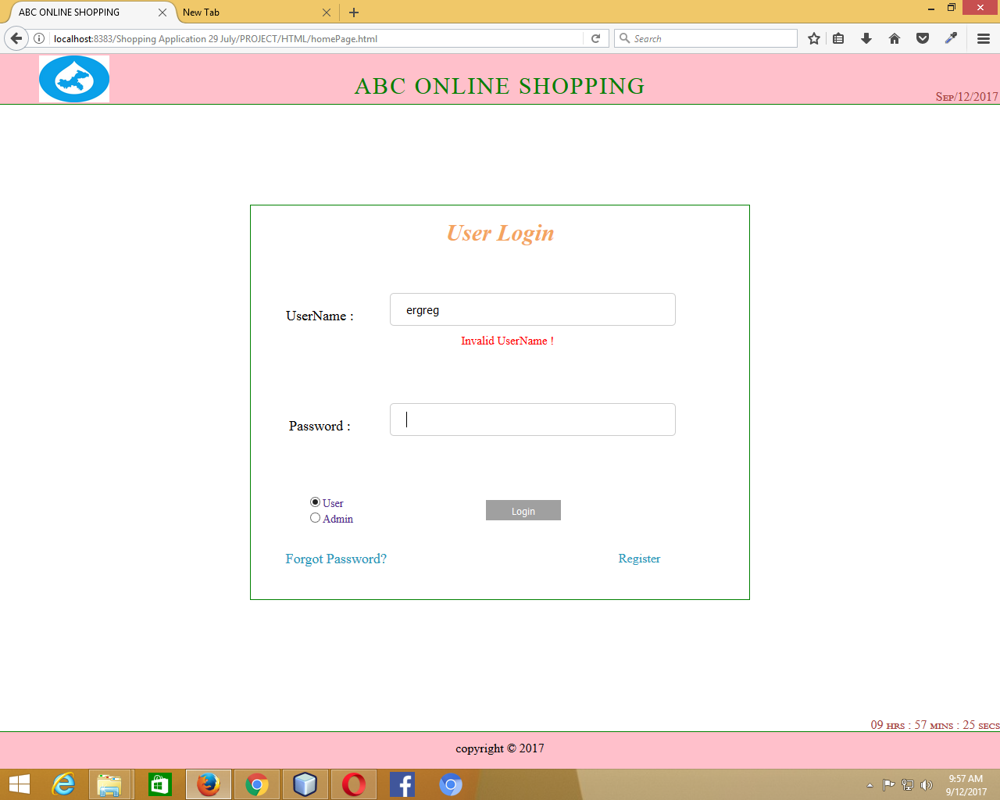 ABC ONLINE SHOPPING
New Tab
localhost:8383/Shopping Application 29 July/PROJECT/HTML/homePage.html
Search
ABC ONLINE SHOPPING
Sep/12/2017
User Login
UserName :
ergreg
Invalid UserName !
Password :
User
Admin
Login
Forgot Password?
Register
09 hrs : 57 mins : 25 secs
copyright © 2017
9:57 AM
9/12/2017